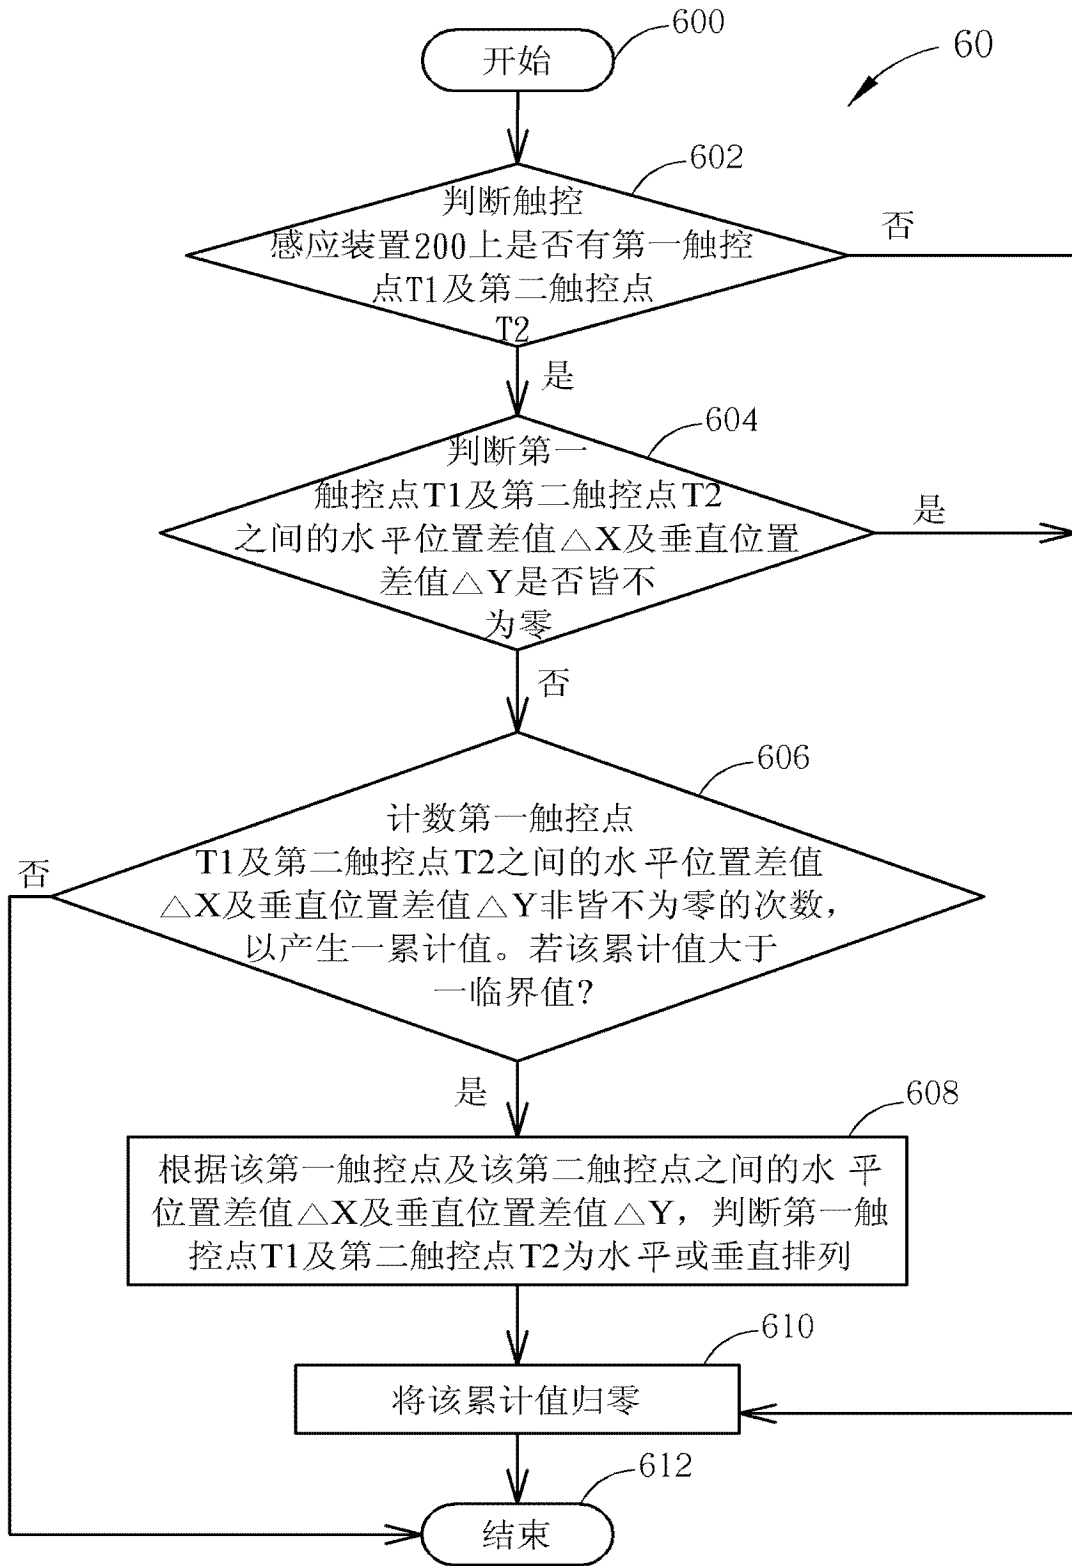 600
开始
60
602
判断触控
感应装置200上是否有第一触控
点T1及第二触控点
T2
否
是
604
判断第一
触控点T1及第二触控点T2
之间的水平位置差值△X及垂直位置
差值△Y是否皆不
为零
是
否
606
计数第一触控点
T1及第二触控点T2之间的水平位置差值
△X及垂直位置差值△Y非皆不为零的次数，
以产生一累计值。若该累计值大于
一临界值?
否
是
608
根据该第一触控点及该第二触控点之间的水平
位置差值△X及垂直位置差值△Y，判断第一触
控点T1及第二触控点T2为水平或垂直排列
610
将该累计值归零
612
结束